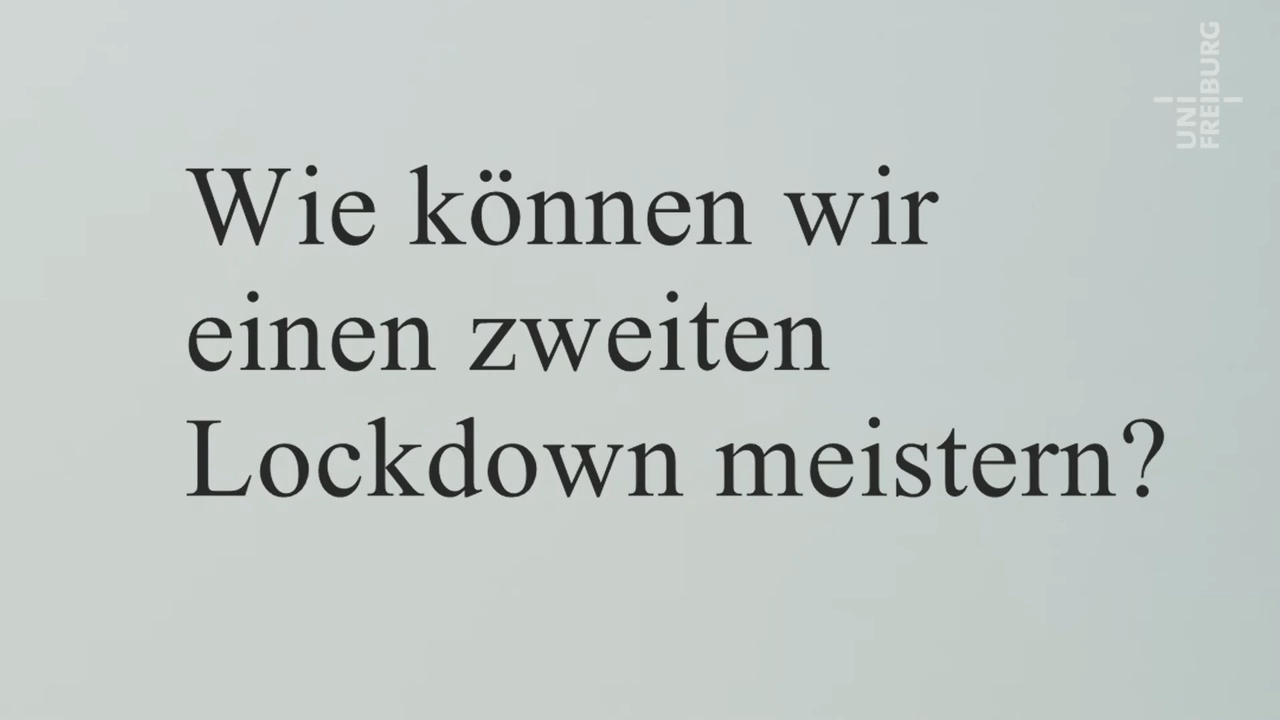 UNI
FREIBURG
Wie können wir
einen zweiten
Lockdown meistern?